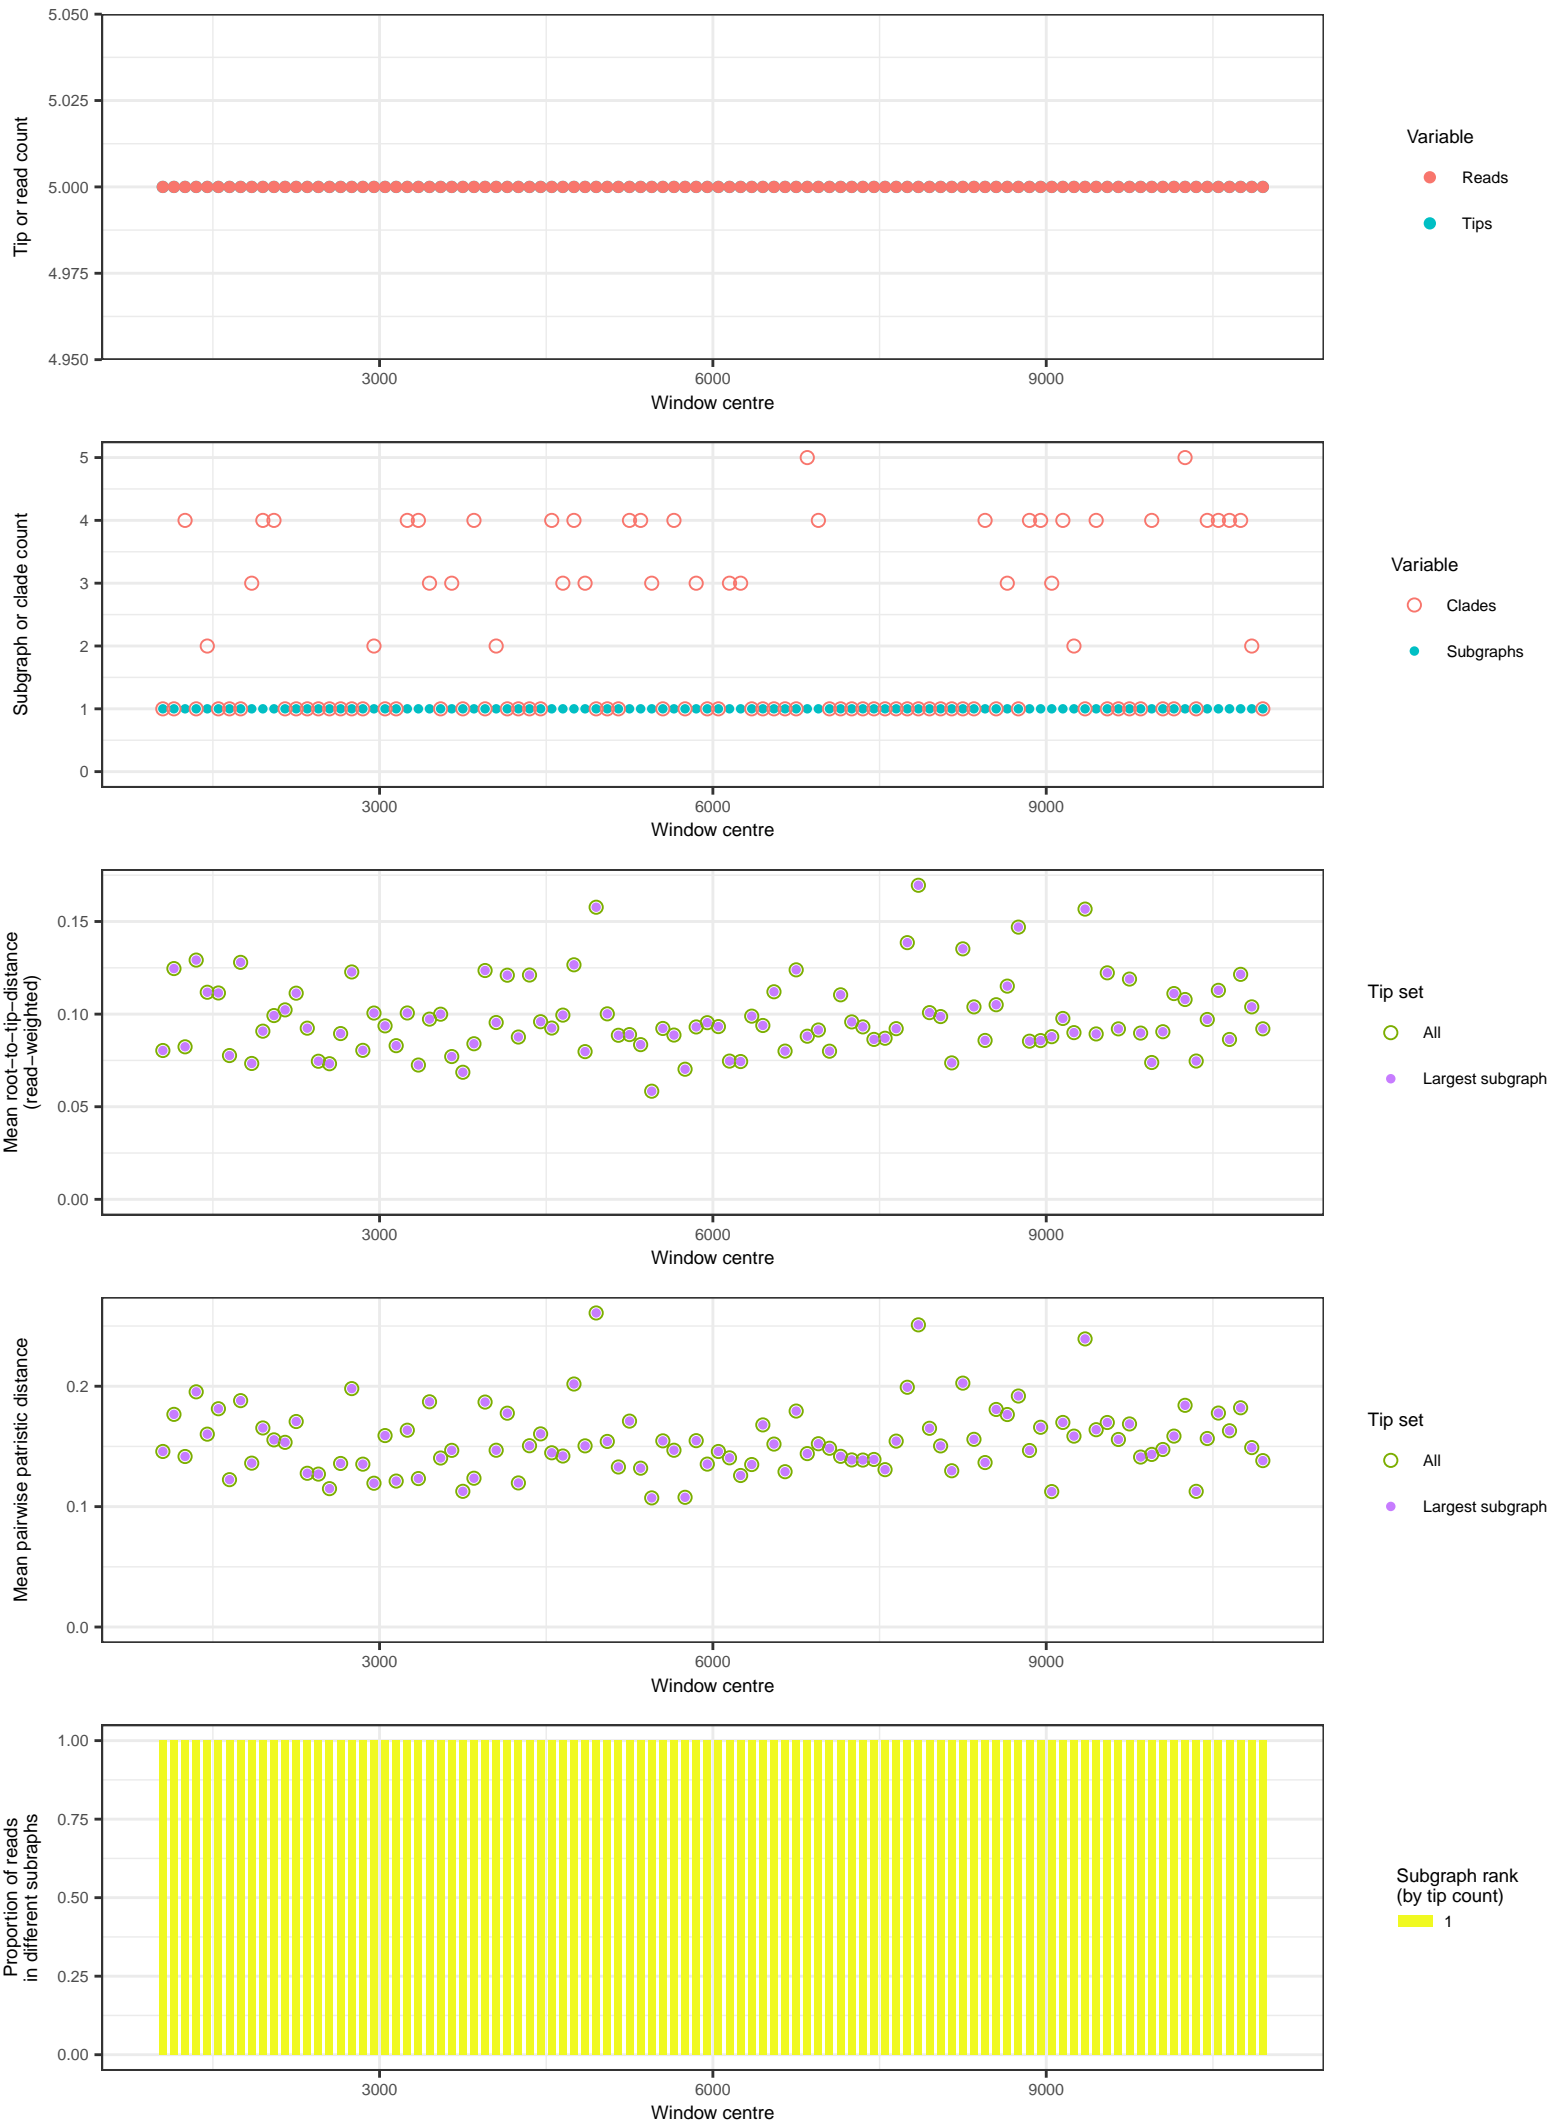 5.050
5.025
5.000
4.975
4.950
Tip or read count
3000
6000
9000
Window centre
Variable
Reads
Tips
5
4
3
2
1
0
Subgraph or clade count
3000
6000
9000
Window centre
Variable
Clades
Subgraphs
0.15
0.10
0.05
0.00
Mean root−to−tip−distance
(read−weighted)
3000
6000
9000
Window centre
Tip set
All
Largest subgraph
0.2
0.1
0.0
Mean pairwise patristic distance
3000
6000
9000
Window centre
Tip set
All
Largest subgraph
1.00
0.75
0.50
0.25
0.00
Proportion of reads
in different subraphs
3000
6000
9000
Window centre
Subgraph rank
(by tip count)
1